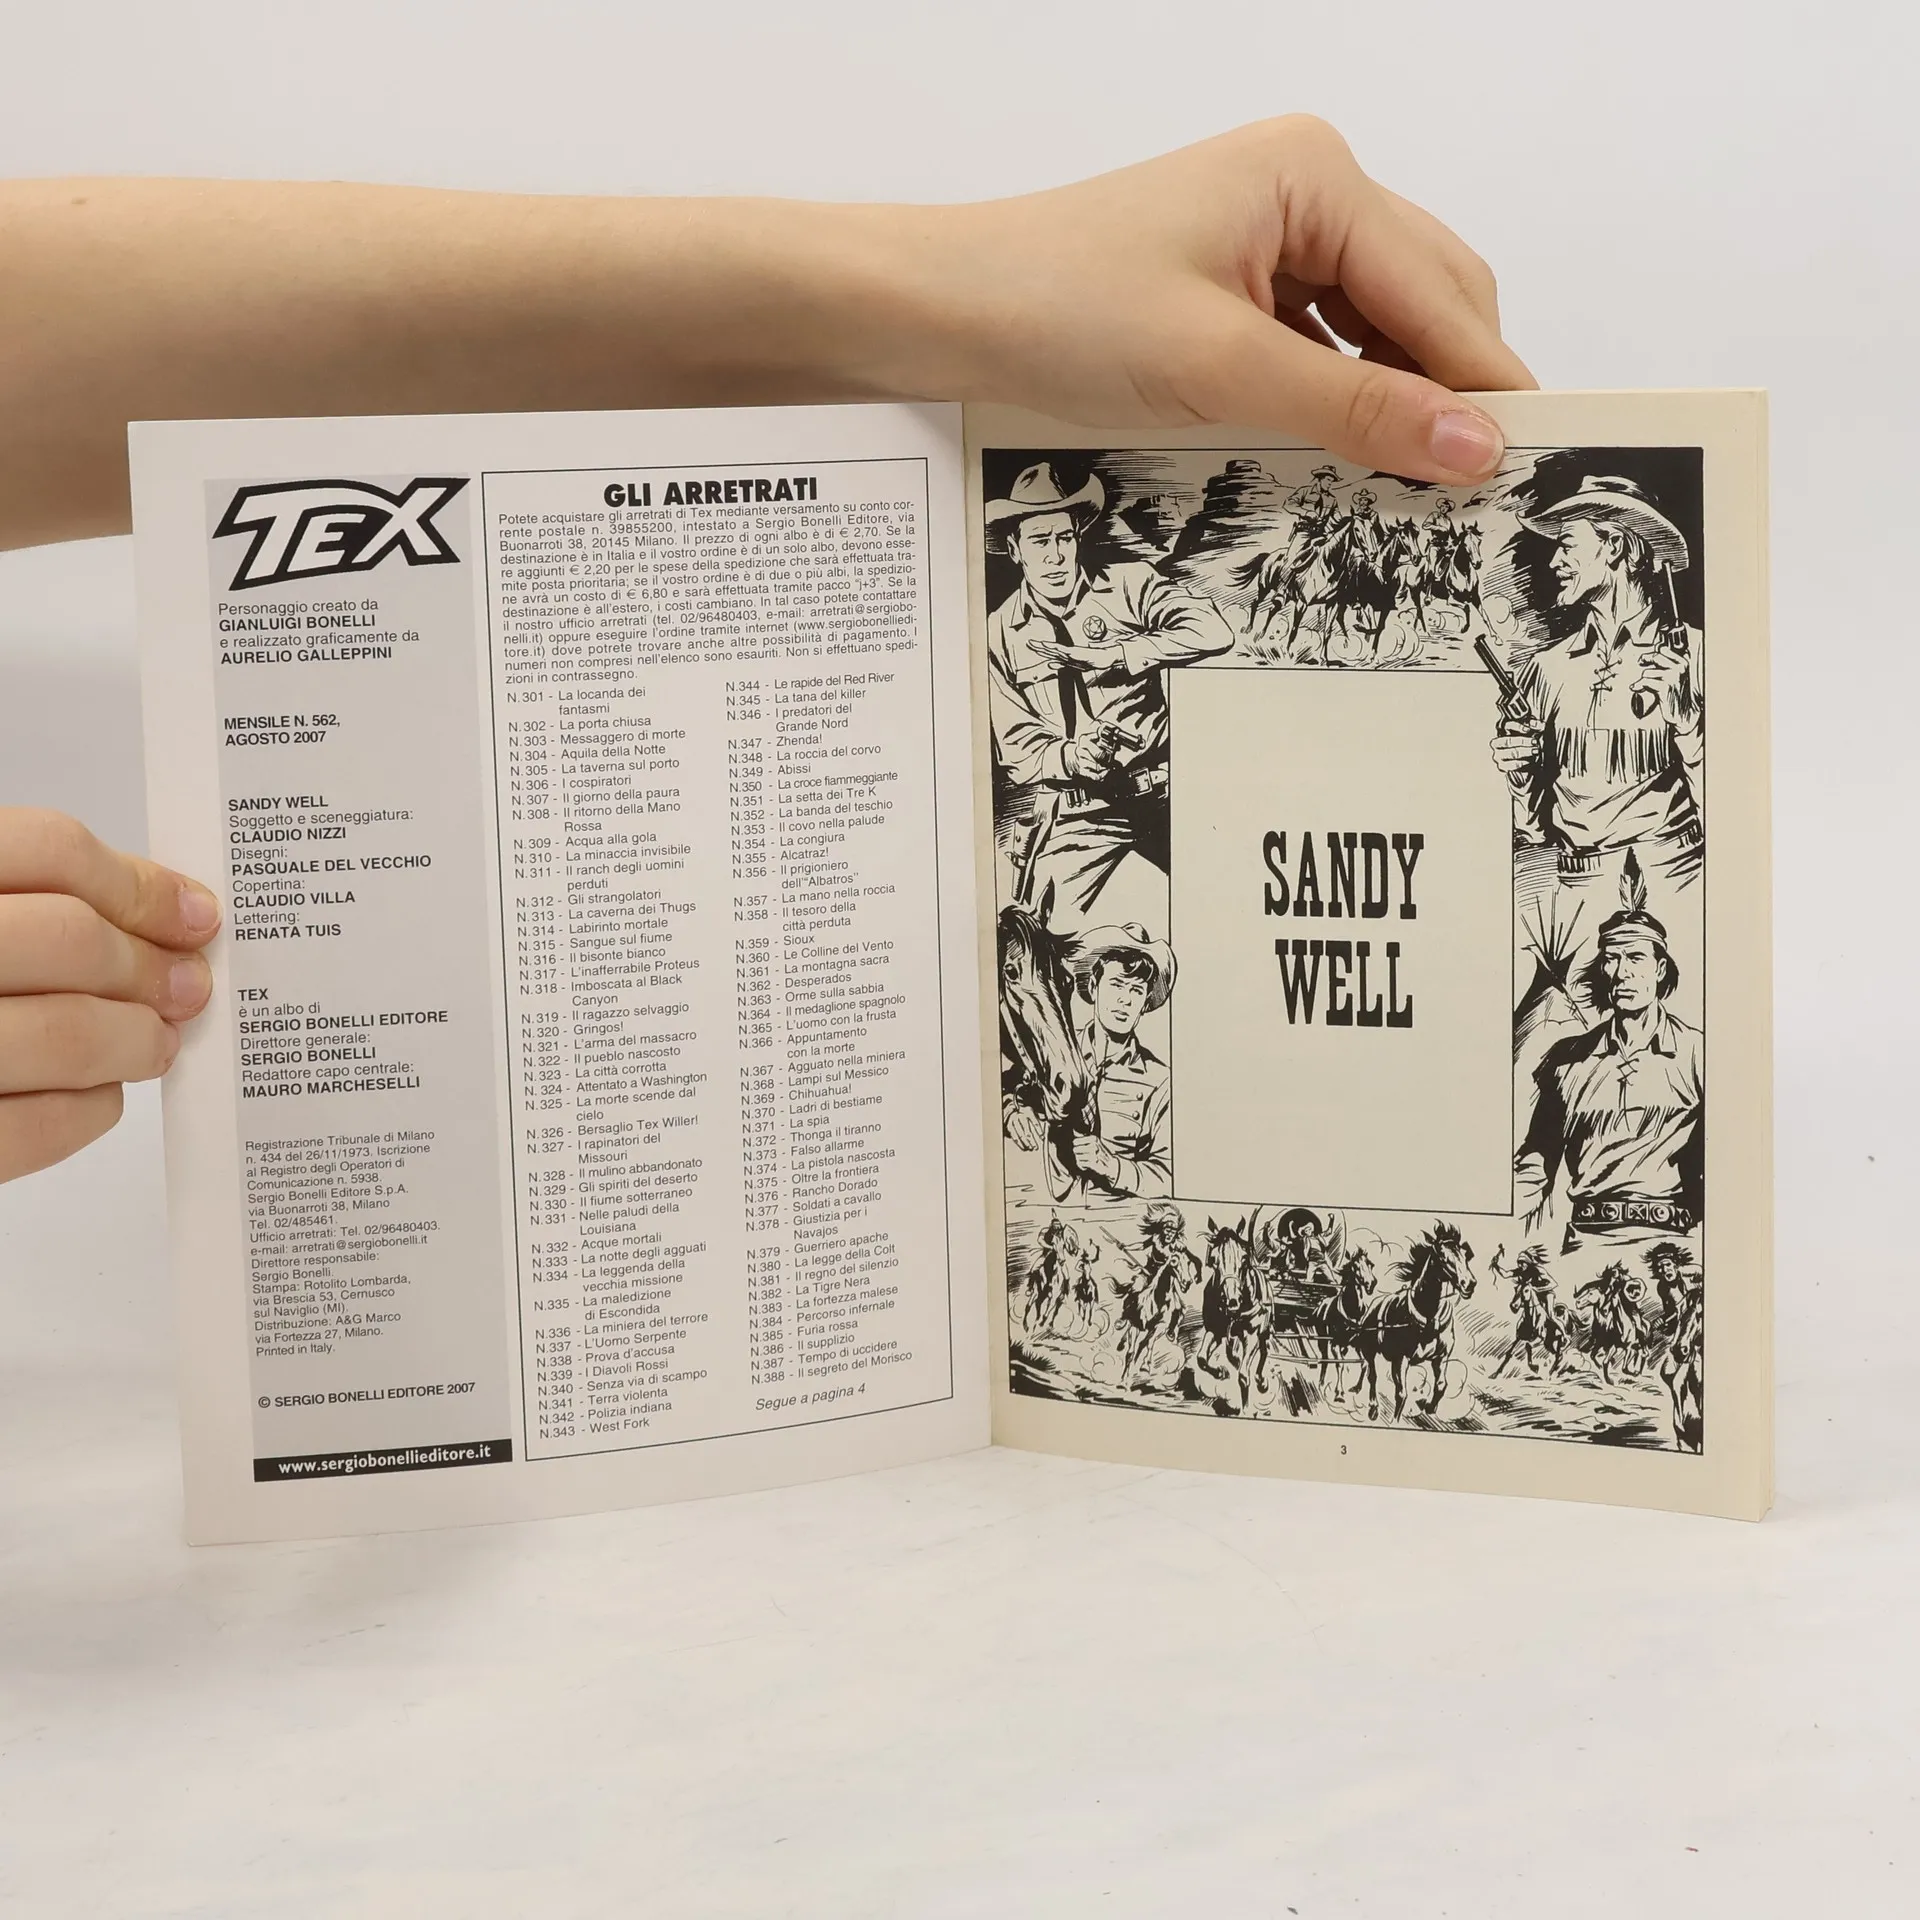 TEX
Personaggio creato da
GIANLUIGI BONELLI
e realizzato graficamente da
AURELIO GALLEPPINI
MENSILE N. 562,
AGOSTO 2007
SANDY WELL
Soggetto e sceneggiatura:
CLAUDIO NIZZI
Disegni:
PASQUALE DEL VECCHIO
Copertina:
CLAUDIO VILLA
Lettering:
RENATA TUIS
TEX
è un albo di
SERGIO BONELLI EDITORE
Direttore generale:
SERGIO BONELLI
Redattore capo centrale:
MAURO MARCHESELLI
Registrazione Tribunale di Milano
n. 434 del 26/11/1973. Iscrizione
al Registro degli Operatori di
Comunicazione n. 5938.
Sergio Bonelli Editore S.p.A.
via Buonarroti 38, Milano
Tel. 02/485461.
Ufficio arretrati: Tel. 02/96480403.
e-mail: arretrati@sergiobonelli.it
Direttore responsabile:
Sergio Bonelli.
Stampa: Rotolito Lombarda,
via Brescia 53, Cernusco
sul Naviglio (MI).
Distribuzione: A&G Marco
via Fortezza 27, Milano.
Printed in Italy.
© SERGIO BONELLI EDITORE 2007
www.sergiobonellieditore.it
GLI ARRETRATI
Potete acquistare gli arretrati di Tex mediante versamento su conto cor-
rente postale n. 39855200, intestato a Sergio Bonelli Editore, via
Buonarroti 38, 20145 Milano. Il prezzo di ogni albo è di € 2,70. Se la
destinazione è in Italia e il vostro ordine è di un solo albo, devono esse-
re aggiunti € 2,20 per le spese della spedizione che sarà effettuata tra-
mite posta prioritaria; se il vostro ordine è di due o più albi, la spedizio-
ne avrà un costo di € 6,80 e sarà effettuata tramite paco "j+3". Se la
destinazione è all'estero, i costi cambiano. In tal caso potete contattare
il nostro ufficio arretrati (tel. 02/96480403, e-mail: arretrati@sergiobo-
nelli.it) oppure eseguire l'ordine tramite internet (www.sergiobonelliedi-
tore.it) dove potrete trovare anche altre possibilità di pagamento. I
numeri non compresi nell'elenco sono esauriti. Non si effettuano spedi-
zioni in contrassegno.
N.301 - La locanda dei
fantasmi
N.302 - La porta chiusa
N.303 - Messaggero di morte
N.304 - Aquila della Notte
N.305 - La taverna sul porto
N.306 - I cospiratori
N.307 - Il giorno della paura
N.308 - Il ritorno della Mano
Rossa
N.309 - Acqua alla gola
N.310 - La minaccia invisibile
N.311 - Il ranch degli uomini
perduti
N.312 - Gli strangolatori
N.313 - La caverna dei Thugs
N.314 - Labirinto mortale
N.315 - Sangue sul fiume
N.316 - Il bisonte bianco
N.317 - L'inafferrabile Proteus
N.318 - Imboscata al Black
Canyon
N.319 - Il ragazzo selvaggio
N.320 - Gringos!
N.321 - L'arma del massacro
N.322 - Il pueblo nascosto
N.323 - La città corrotta
N.324 - Attentato a Washington
N.325 - La morte scende dal
cielo
N.326 - Bersaglio Tex Willer!
N.327 - I rapinatori del
Missouri
N.328 - Il mulino abbandonato
N.329 - Gli spiriti del deserto
N.330 - Il fiume sotterraneo
N.331 - Nelle paludi della
Louisiana
N.332 - Acque mortali
N.333 - La notte degli agguati
N.334 - La leggenda della
vecchia missione
N.335 - La maledizione
di Escondida
N.336 - La miniera del terrore
N.337 - L'Uomo Serpente
N.338 - Prova d'accusa
N.339 - I Diavoli Rossi
N.340 - Senza via di scampo
N.341 - Terra violenta
N.342 - Polizia indiana
N.343 - West Fork
N.344 - Le rapide del Red River
N.345 - La tana del killer
N.346 - I predatori del
Grande Nord
N.347 - Zhenda!
N.348 - La roccia del corvo
N.349 - Abissi
N.350 - La croce fiammeggiante
N.351 - La setta dei Tre K
N.352 - La banda del teschio
N.353 - Il covo nella palude
N.354 - La congiura
N.355 - Alcatraz!
N.356 - Il prigioniero
dell'"Albatros"
N.357 - La mano nella roccia
N.358 - Il tesoro della
città perduta
N.359 - Sioux
N.360 - Le Colline del Vento
N.361 - La montagna sacra
N.362 - Desperados
N.363 - Orme sulla sabbia
N.364 - Il medaglione spagnolo
N.365 - L'uomo con la frusta
N.366 - Appuntamento
con la morte
N.367 - Agguato nella miniera
N.368 - Lampi sul Messico
N.369 - Chihuahua!
N.370 - Ladri di bestiame
N.371 - La spia
N.372 - Thonga il tiranno
N.373 - Falso allarme
N.374 - La pistola nascosta
N.375 - Oltre la frontiera
N.376 - Rancho Dorado
N.377 - Soldati a cavallo
N.378 - Giustizia per i
Navajos
N.379 - Guerriero apache
N.380 - La legge della Colt
N.381 - Il regno del silenzio
N.382 - La Tigre Nera
N.383 - La fortezza malese
N.384 - Percorso infernale
N.385 - Furia rossa
N.386 - Il supplizio
N.387 - Tempo di uccidere
N.388 - Il segreto del Morisco
Segue a pagina 4
SANDY
WELL
3